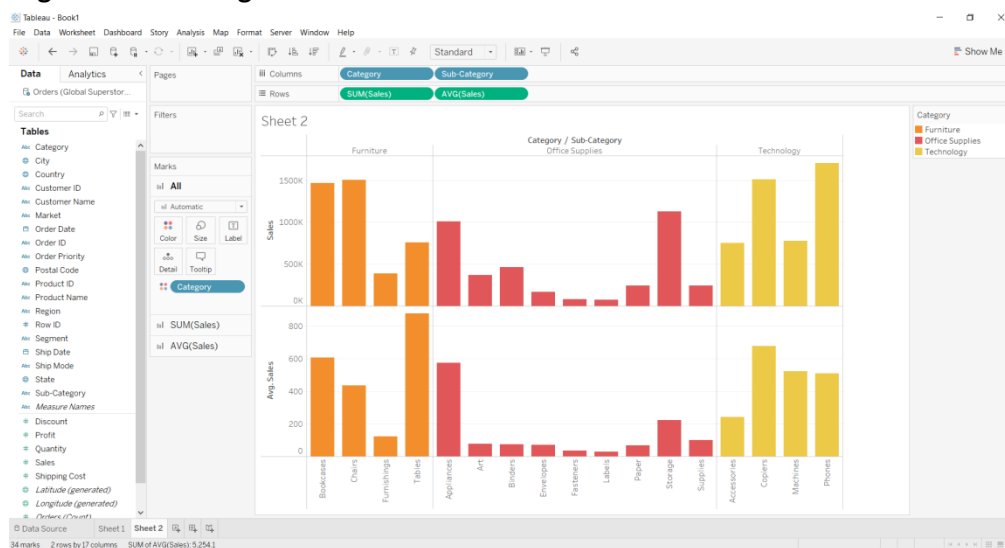 Tableau - Book1
File Data Worksheet Dashboard Story Analysis Map Format Server Window Help
Standard
Show Me
Data Analytics
Orders (Global Superstor...
Search
Tables
Category
City
Country
Customer ID
Customer Name
Market
Order Date
Order ID
Order Priority
Postal Code
Product ID
Product Name
Region
Row ID
Segment
Ship Date
Ship Mode
State
Sub-Category
Measure Names
Discount
Profit
Quantity
Sales
Shipping Cost
Latitude (generated)
Longitude (generated)
Orders (Count)
Pages
Filters
Marks
All
Automatic
Color Size Label
Detail Tooltip
Category
SUM(Sales)
AVG(Sales)
Columns Category Sub-Category
Rows SUM(Sales) AVG(Sales)
Sheet 2
Category / Sub-Category
Furniture Office Supplies Technology
Sales
1500K
1000K
500K
0K
Avg. Sales
800
600
400
200
0
Bookcases
Chairs
Furnishings
Tables
Appliances
Art
Binders
Envelopes
Fasteners
Labels
Paper
Storage
Supplies
Accessories
Copiers
Machines
Phones
Category
Furniture
Office Supplies
Technology
Data Source Sheet 1 Sheet 2
34 marks 2 rows by 17 columns SUM of AVG(Sales): 5,254.1